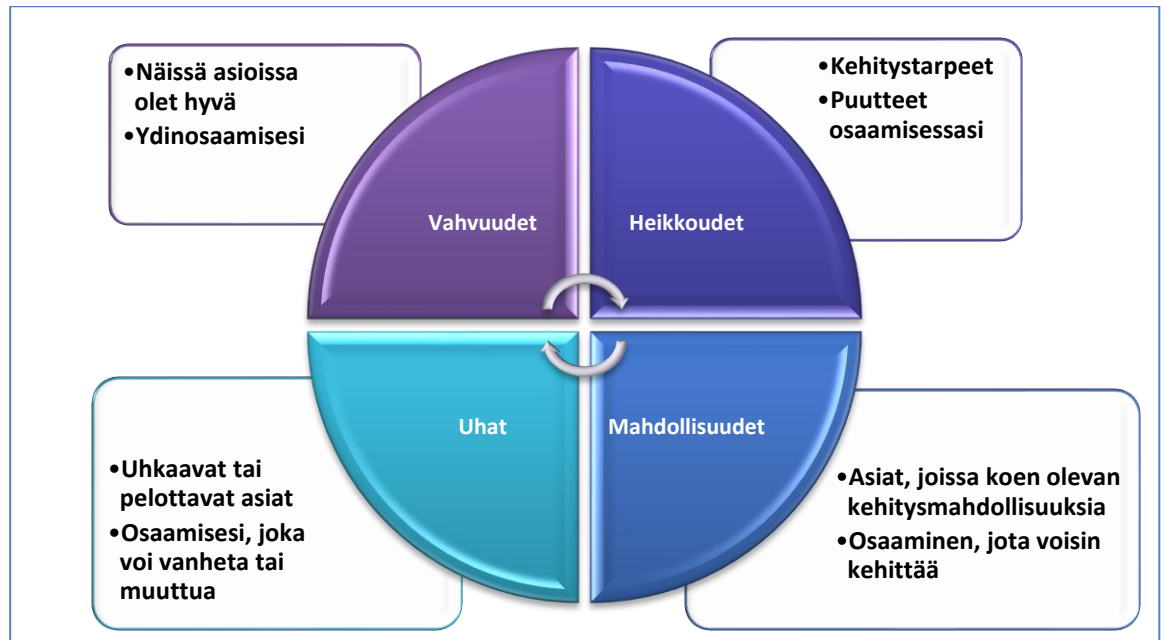 •Näissä asioissa
olet hyvä
•Ydinosaamisesi
•Kehitystarpeet
•Puutteet
osaamisessasi
Vahvuudet
Heikkoudet
Uhat
Mahdollisuudet
•Uhkaavat tai
pelottavat asiat
•Osaamisesi, joka
voi vanheta tai
muuttua
•Asiat, joissa koen olevan
kehitysmahdollisuuksia
•Osaaminen, jota voisin
kehittää